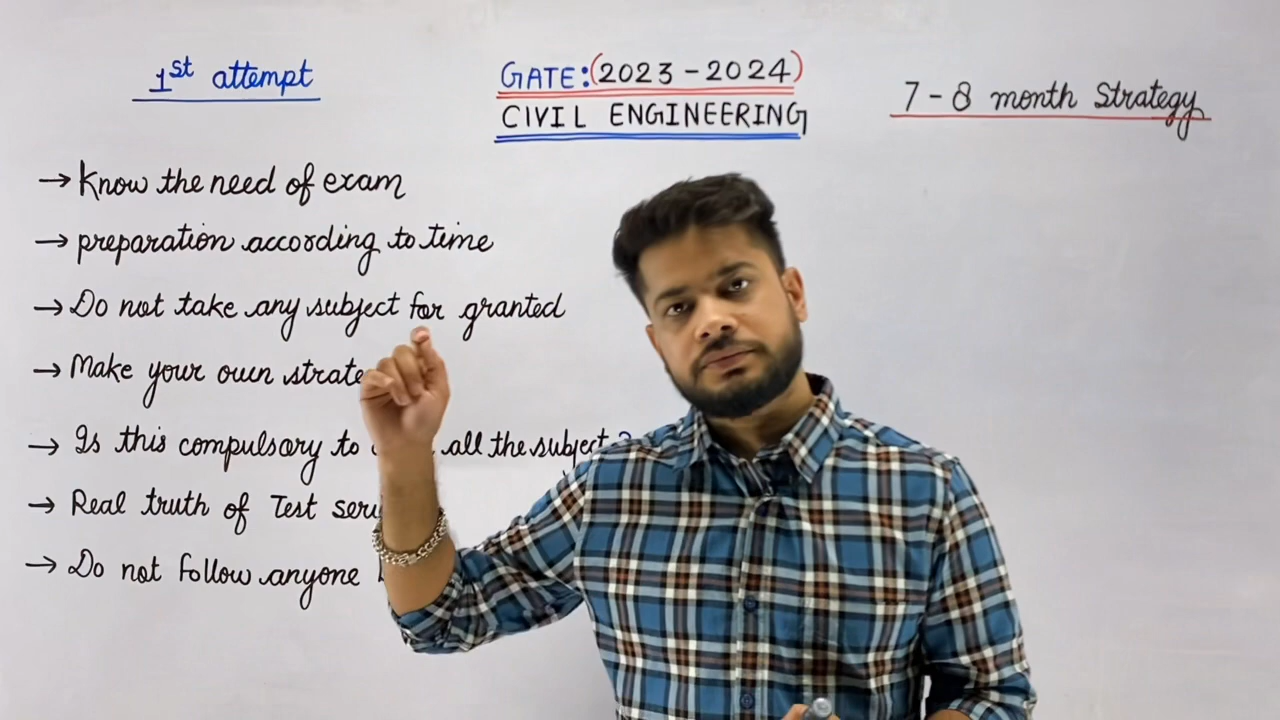 1st attempt
GATE:(2023-2024)
CIVIL ENGINEERING
7-8 month Strategy
→ Know the need of exam
→ preparation according to time
→ Do not take any subject for granted
→ Make your own strate
→ Is this compulsory to all the subject ?
→ Real truth of Test seri
→ Do not follow anyone